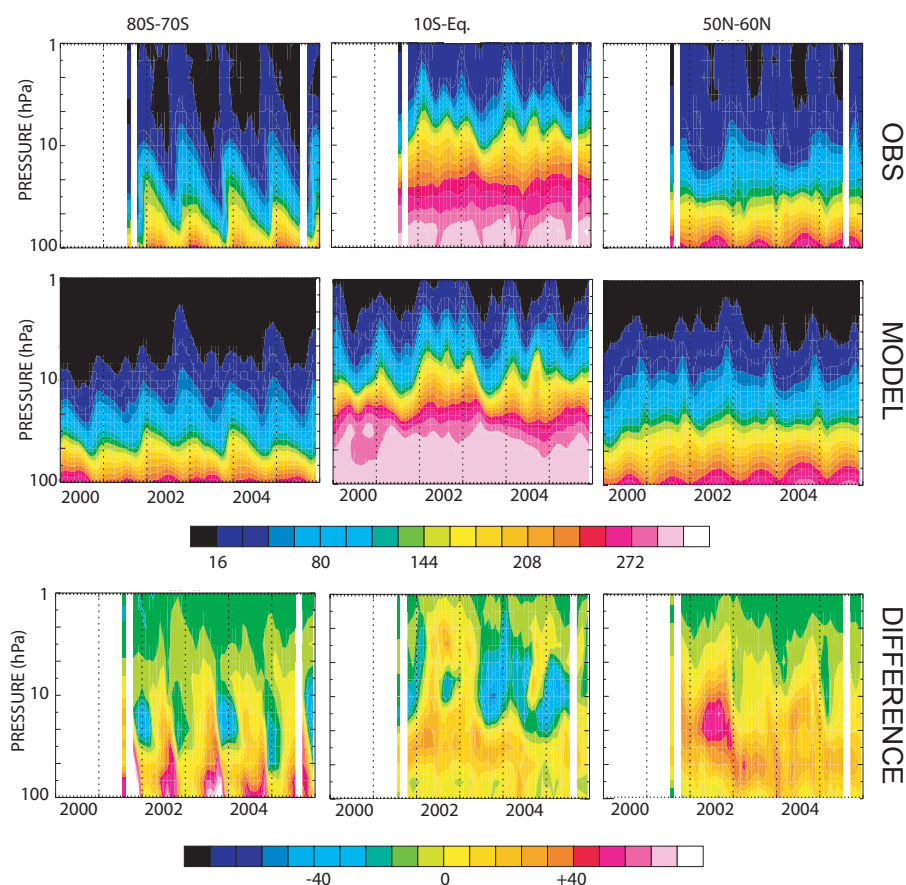 80S-70S 10S-Eq. 50N-60N
1
10
100
PRESSURE (hPa)
OBS
1
10
100
PRESSURE (hPa)
MODEL
2000 2002 2004 2000 2002 2004 2000 2002 2004
16 80 144 208 272
1
10
100
PRESSURE (hPa)
DIFFERENCE
2000 2002 2004 2000 2002 2004 2000 2002 2004
-40 0 +40